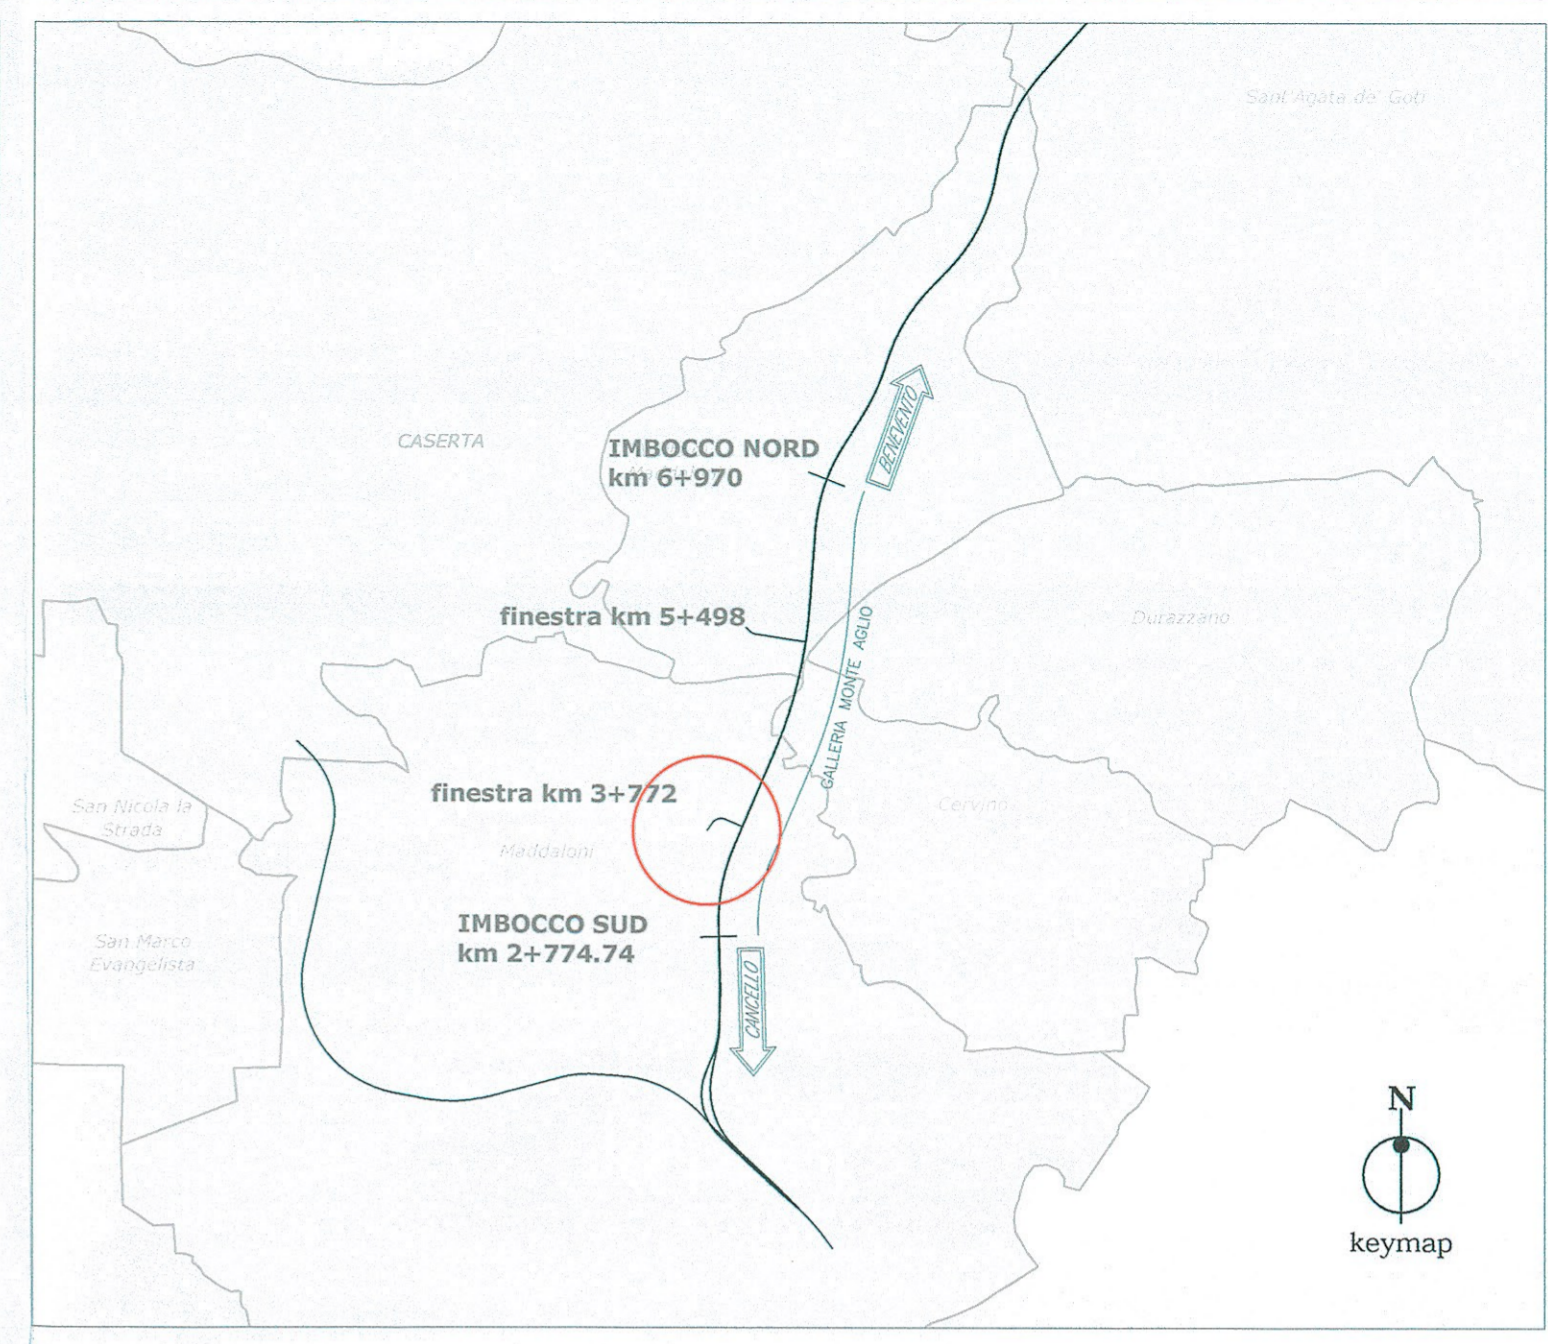 Sant'Agata de' Goti
BENEVENTO
CASERTA
IMBOCCO NORD
km 6+970
finestra km 5+498
GALLERIA MONTE AGLIO
Durazzano
finestra km 3+772
San Nicola la
Strada
Cervino
Maddaloni
IMBOCCO SUD
km 2+774.74
San Marco
Evangelista
CANCELLO
N
keymap